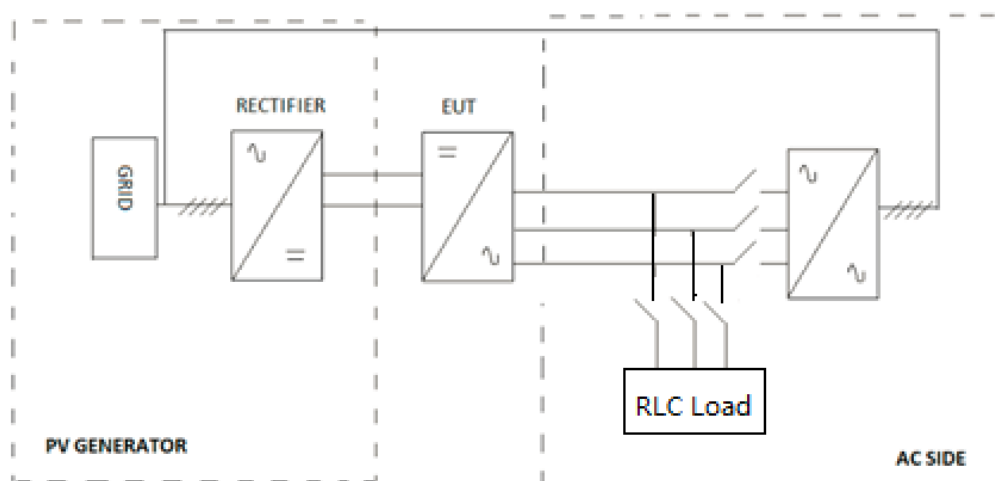 RECTIFIER
EUT
GRID
RLC Load
PV GENERATOR
AC SIDE